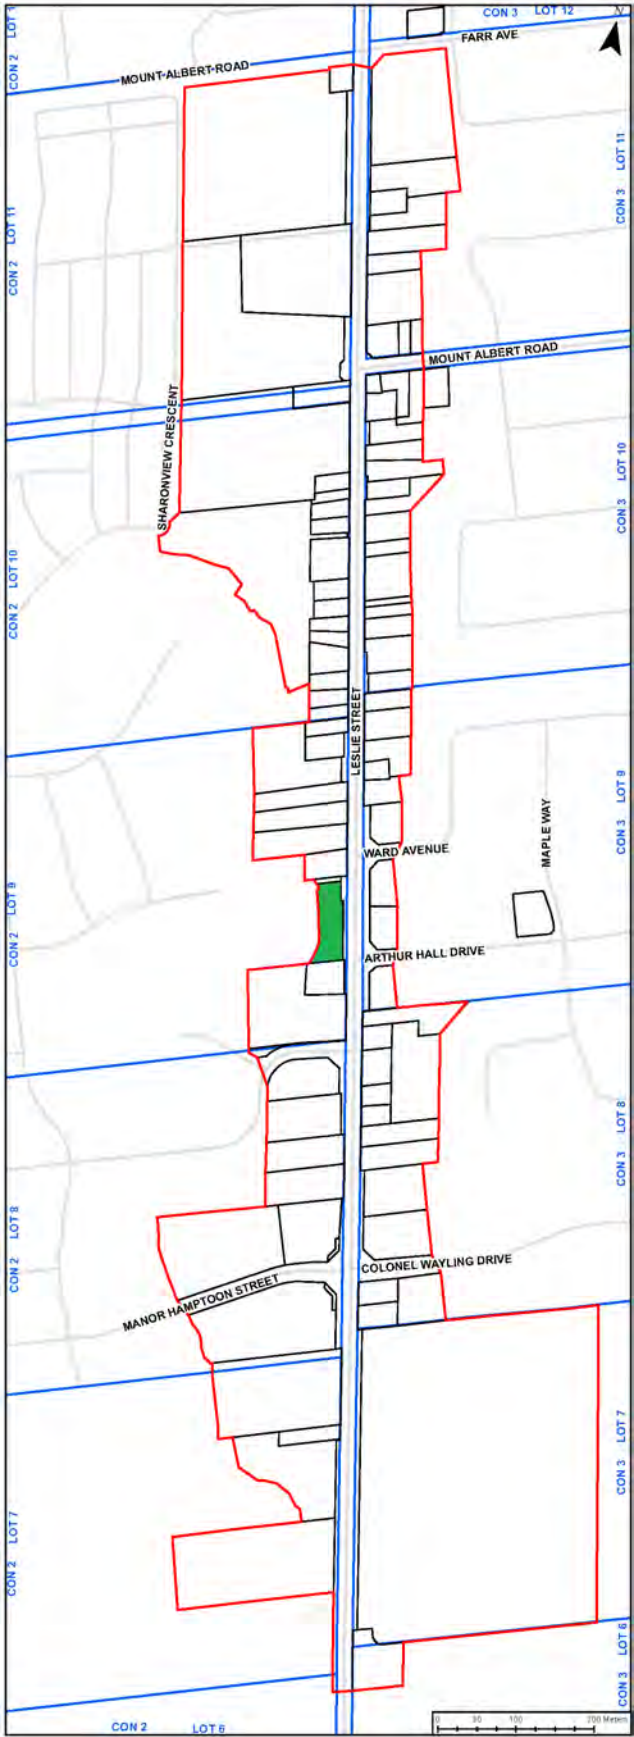 CON 3 LOT 12
N
CON 2 LOT 1
FARR AVE
MOUNT ALBERT ROAD
CON 3 LOT 11
CON 2 LOT 11
MOUNT ALBERT ROAD
SHARONVIEW CRESCENT
CON 3 LOT 10
CON 2 LOT 10
LESLIE STREET
CON 3 LOT 9
MAPLE WAY
WARD AVENUE
CON 2 LOT 9
ARTHUR HALL DRIVE
CON 3 LOT 8
CON 2 LOT 8
COLONEL WAYLING DRIVE
MANOR HAMPTOON STREET
CON 3 LOT 7
CON 2 LOT 7
CON 3 LOT 6
CON 2 LOT 6
0 50 100 200 Meters